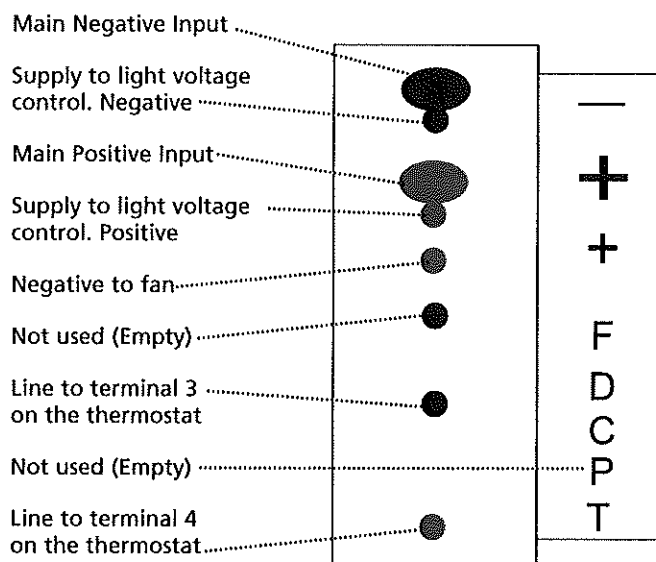 Main Negative Input
Supply to light voltage
control. Negative
Main Positive Input
Supply to light voltage
control. Positive
Negative to fan
Not used (Empty)
Line to terminal 3
on the thermostat
Not used (Empty)
Line to terminal 4
on the thermostat
—
+
+
F
D
C
P
T